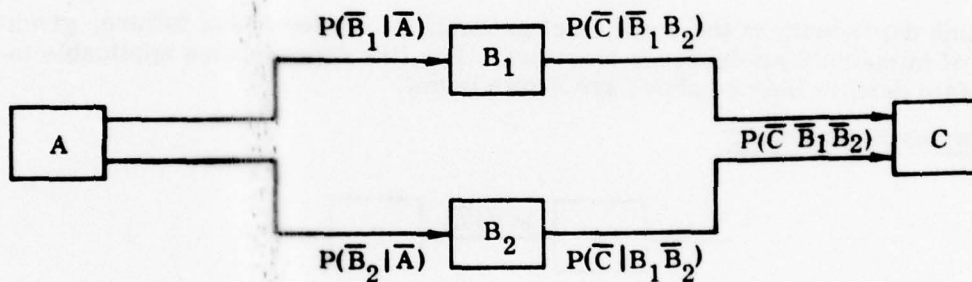 P(B̅₁|A̅) P(C̅|B̅₁B₂)
B₁
A
P(C̅ B̅₁B̅₂)
C
B₂
P(B̅₂|A̅) P(C̅|B₁B̅₂)